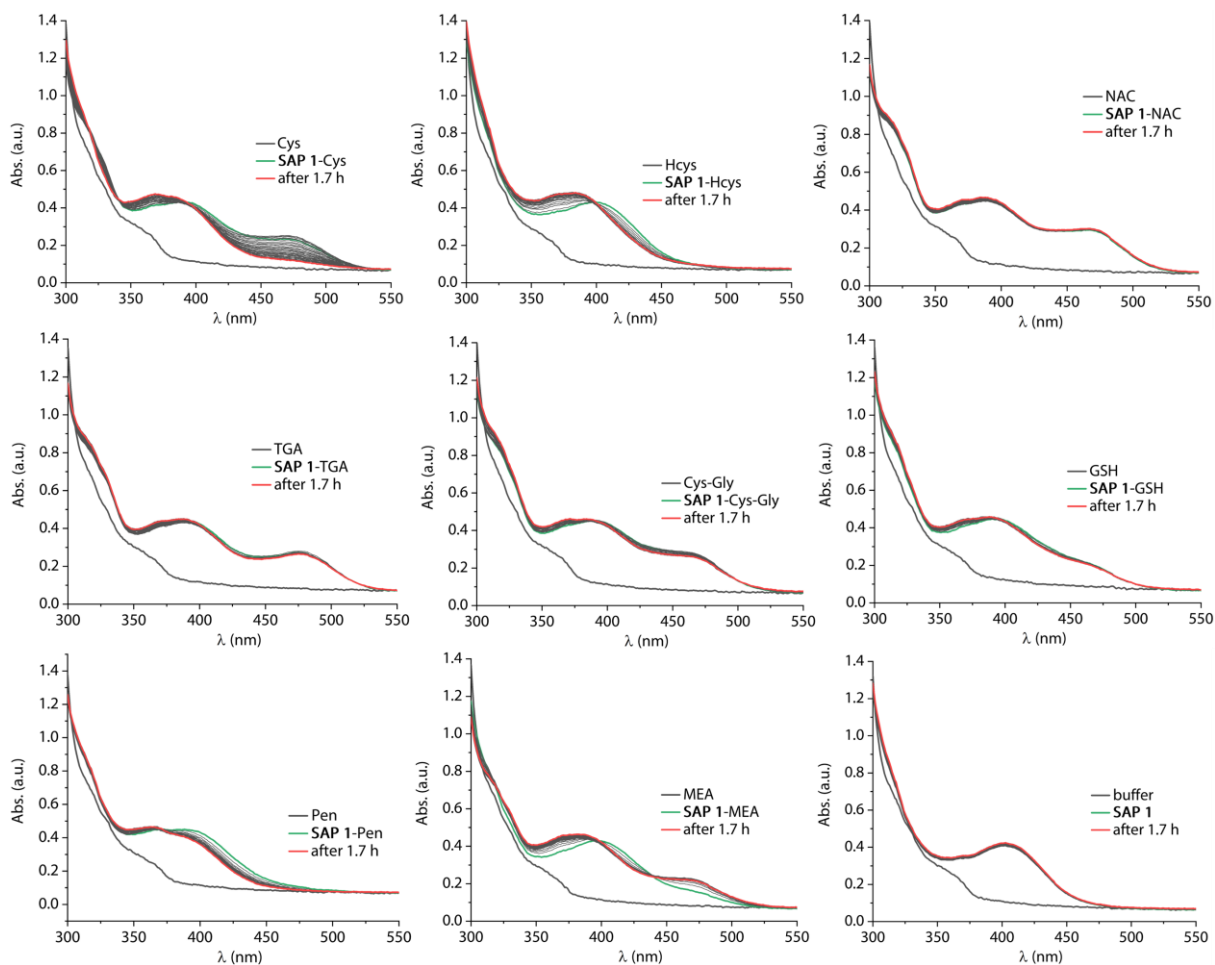 1.4
1.2
1.0
0.8
0.6
0.4
0.2
0.0
Abs. (a.u.)
Cys
SAP 1-Cys
after 1.7 h
300 350 400 450 500 550
λ (nm)
1.4
1.2
1.0
0.8
0.6
0.4
0.2
0.0
Abs. (a.u.)
Hcys
SAP 1-Hcys
after 1.7 h
300 350 400 450 500 550
λ (nm)
1.4
1.2
1.0
0.8
0.6
0.4
0.2
0.0
Abs. (a.u.)
NAC
SAP 1-NAC
after 1.7 h
300 350 400 450 500 550
λ (nm)
1.4
1.2
1.0
0.8
0.6
0.4
0.2
0.0
Abs. (a.u.)
TGA
SAP 1-TGA
after 1.7 h
300 350 400 450 500 550
λ (nm)
1.4
1.2
1.0
0.8
0.6
0.4
0.2
0.0
Abs. (a.u.)
Cys-Gly
SAP 1-Cys-Gly
after 1.7 h
300 350 400 450 500 550
λ (nm)
1.4
1.2
1.0
0.8
0.6
0.4
0.2
0.0
Abs. (a.u.)
GSH
SAP 1-GSH
after 1.7 h
300 350 400 450 500 550
λ (nm)
1.4
1.2
1.0
0.8
0.6
0.4
0.2
0.0
Abs. (a.u.)
Pen
SAP 1-Pen
after 1.7 h
300 350 400 450 500 550
λ (nm)
1.4
1.2
1.0
0.8
0.6
0.4
0.2
0.0
Abs. (a.u.)
MEA
SAP 1-MEA
after 1.7 h
300 350 400 450 500 550
λ (nm)
1.4
1.2
1.0
0.8
0.6
0.4
0.2
0.0
Abs. (a.u.)
buffer
SAP 1
after 1.7 h
300 350 400 450 500 550
λ (nm)